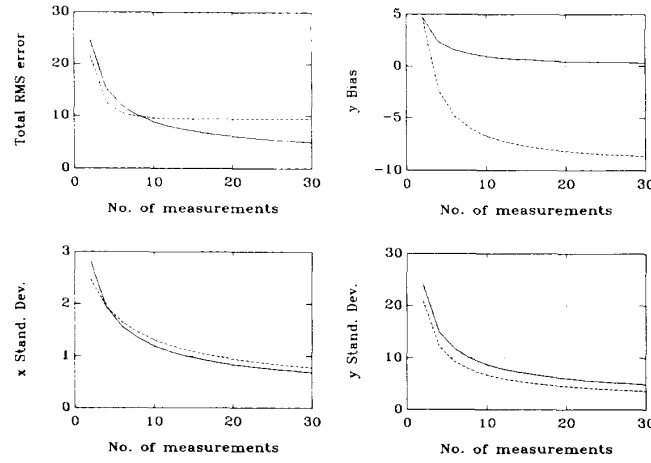 Total RMS error
30
20
10
0
0 10 20 30
No. of measurements
y Bias
5
0
−5
−10
0 10 20 30
No. of measurements
x Stand. Dev.
3
2
1
0
0 10 20 30
No. of measurements
y Stand. Dev.
30
20
10
0
0 10 20 30
No. of measurements